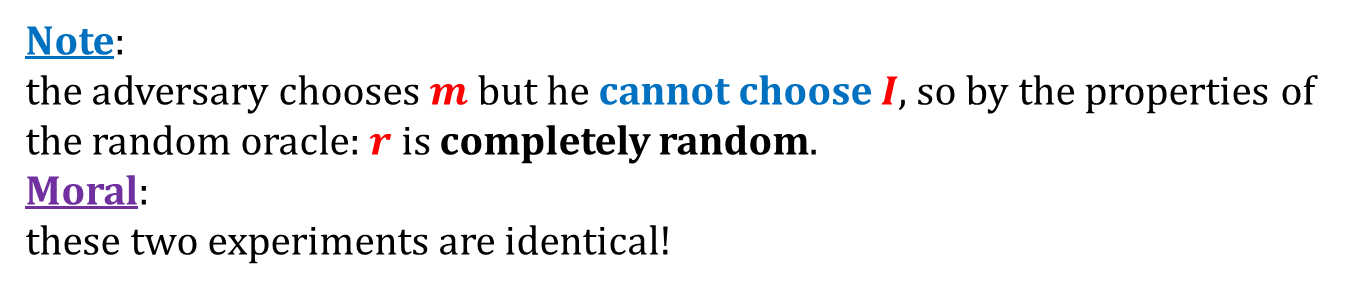 Note:
the adversary chooses m but he cannot choose I, so by the properties of
the random oracle: r is completely random.
Moral:
these two experiments are identical!